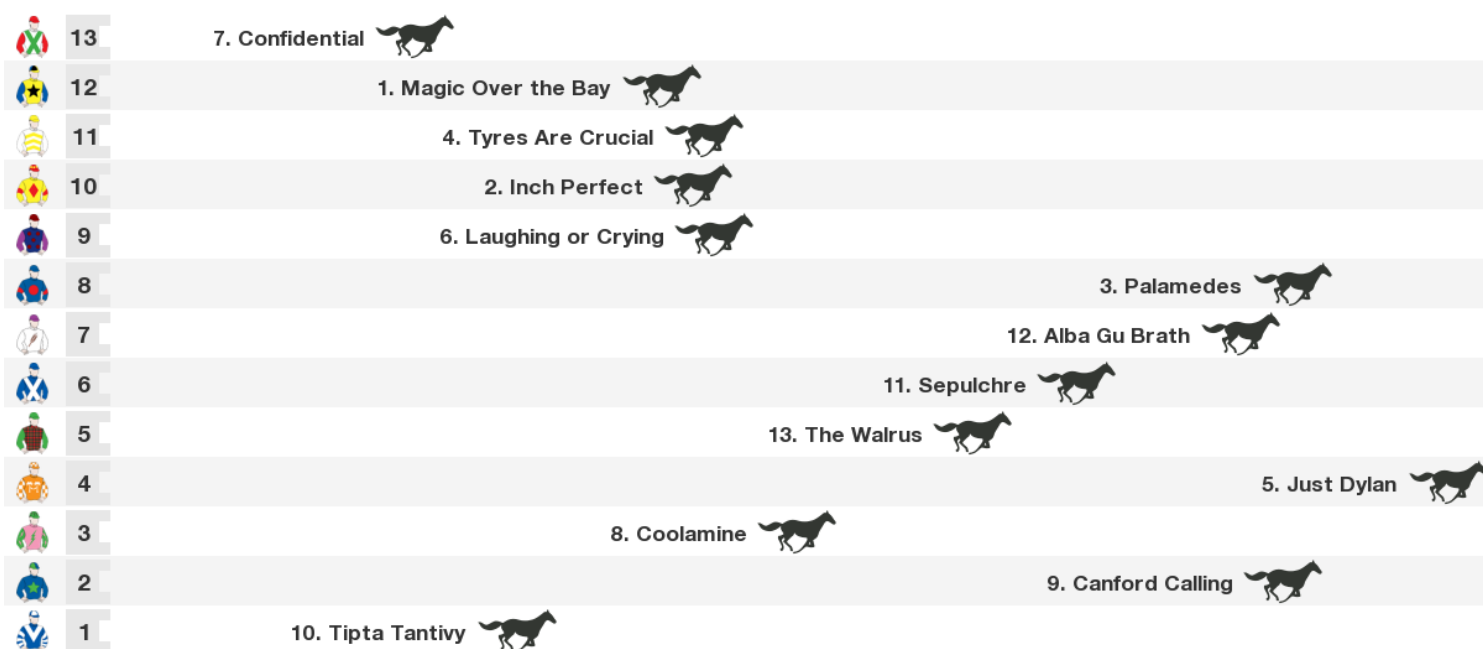 13 7. Confidential
12 1. Magic Over the Bay
11 4. Tyres Are Crucial
10 2. Inch Perfect
9 6. Laughing or Crying
8 3. Palamedes
7 12. Alba Gu Brath
6 11. Sepulchre
5 13. The Walrus
4 5. Just Dylan
3 8. Coolamine
2 9. Canford Calling
1 10. Tipta Tantivy